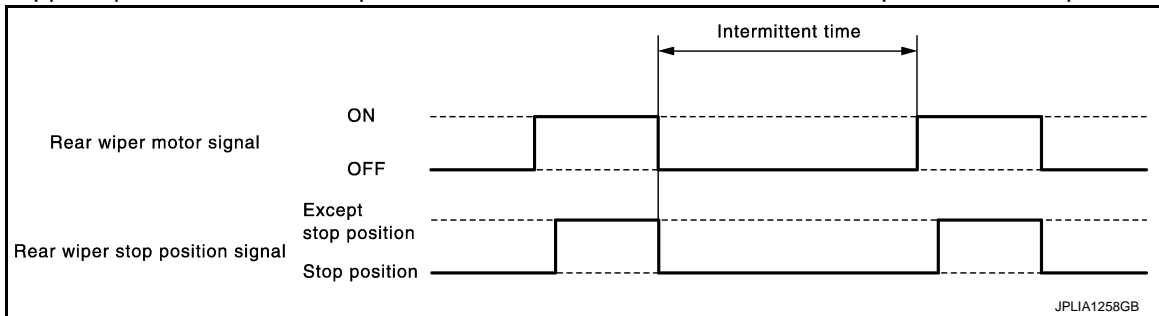 Intermittent time
ON
Rear wiper motor signal
OFF
Except
stop position
Rear wiper stop position signal
Stop position
JPLIA1258GB